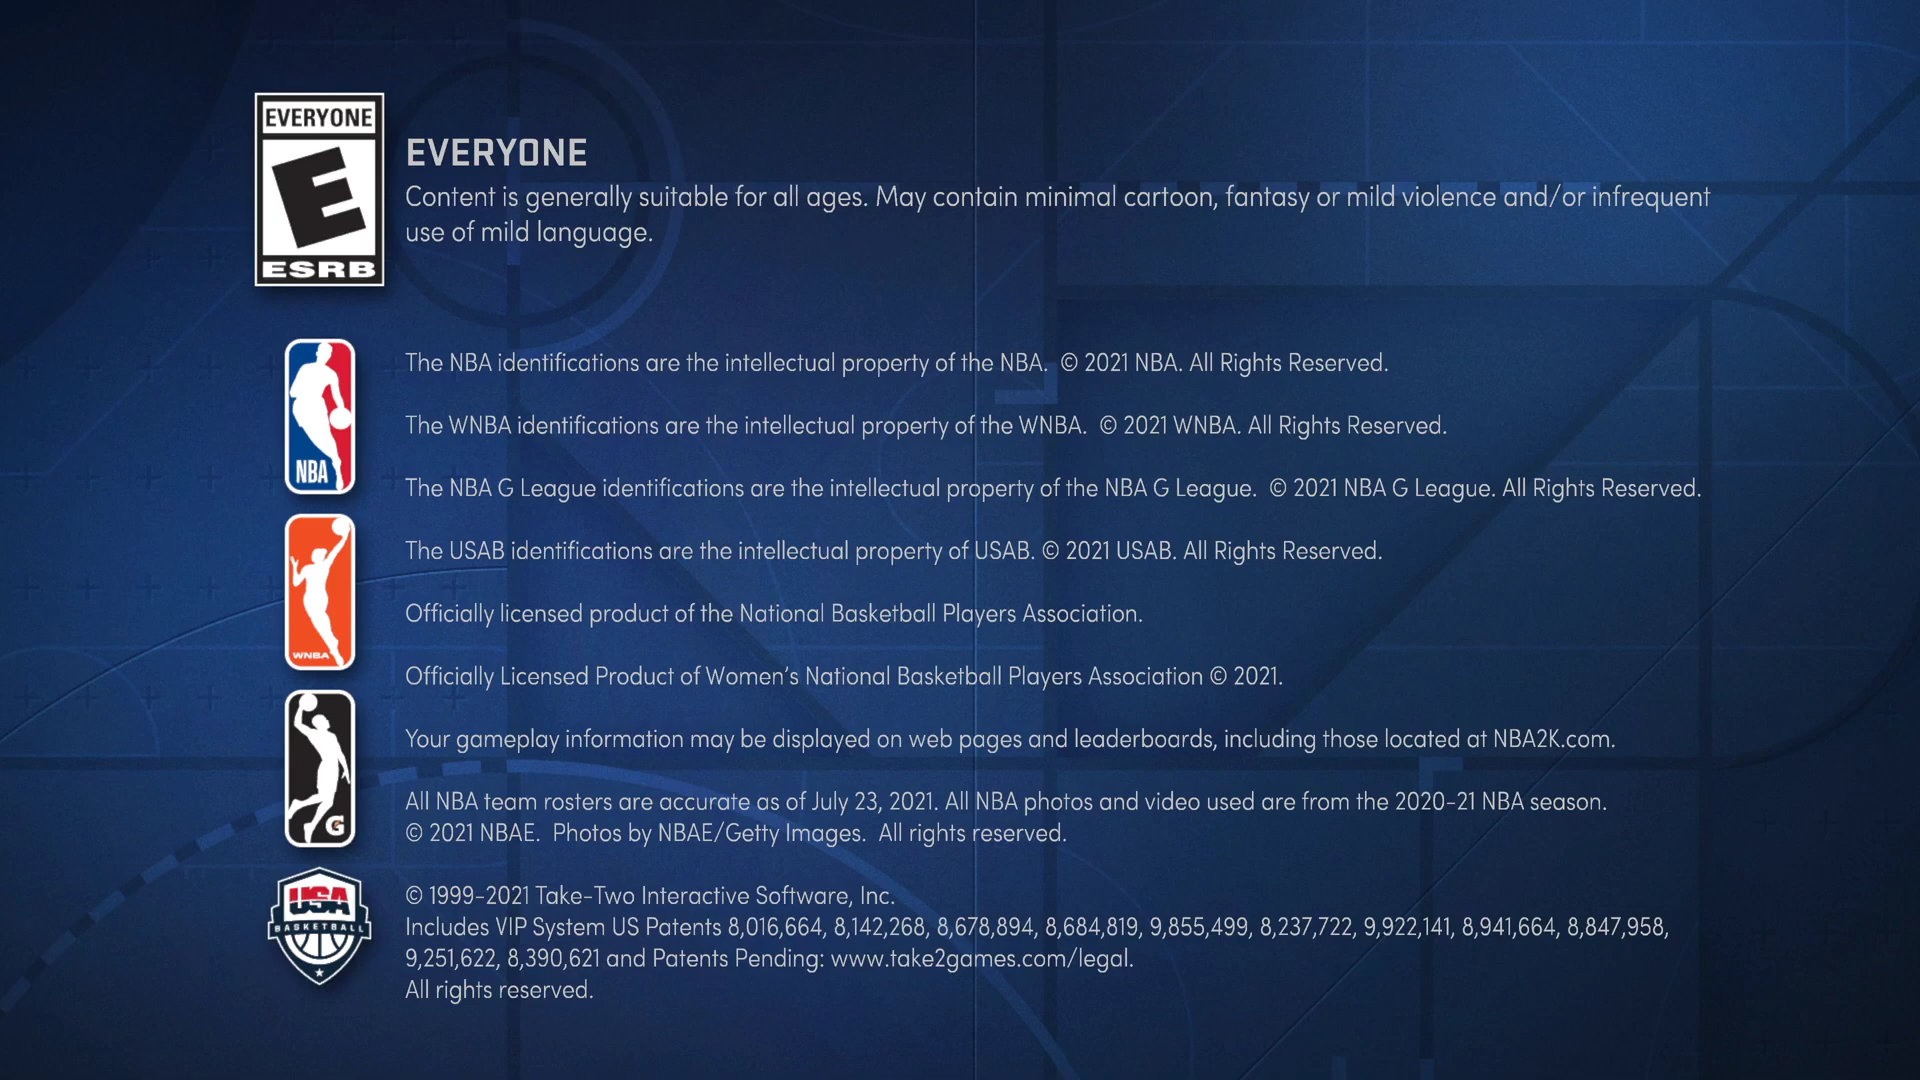 EVERYONE
E
ESRB
EVERYONE
Content is generally suitable for all ages. May contain minimal cartoon, fantasy or mild violence and/or infrequent
use of mild language.
NBA
The NBA identifications are the intellectual property of the NBA.  © 2021 NBA. All Rights Reserved.
The WNBA identifications are the intellectual property of the WNBA.  © 2021 WNBA. All Rights Reserved.
The NBA G League identifications are the intellectual property of the NBA G League.  © 2021 NBA G League. All Rights Reserved.
WNBA
The USAB identifications are the intellectual property of USAB. © 2021 USAB. All Rights Reserved.
Officially licensed product of the National Basketball Players Association.
Officially Licensed Product of Women’s National Basketball Players Association © 2021.
G
Your gameplay information may be displayed on web pages and leaderboards, including those located at NBA2K.com.
All NBA team rosters are accurate as of July 23, 2021. All NBA photos and video used are from the 2020-21 NBA season.
© 2021 NBAE.  Photos by NBAE/Getty Images.  All rights reserved.
USA
BASKETBALL
© 1999-2021 Take-Two Interactive Software, Inc.
Includes VIP System US Patents 8,016,664, 8,142,268, 8,678,894, 8,684,819, 9,855,499, 8,237,722, 9,922,141, 8,941,664, 8,847,958,
9,251,622, 8,390,621 and Patents Pending: www.take2games.com/legal.
All rights reserved.